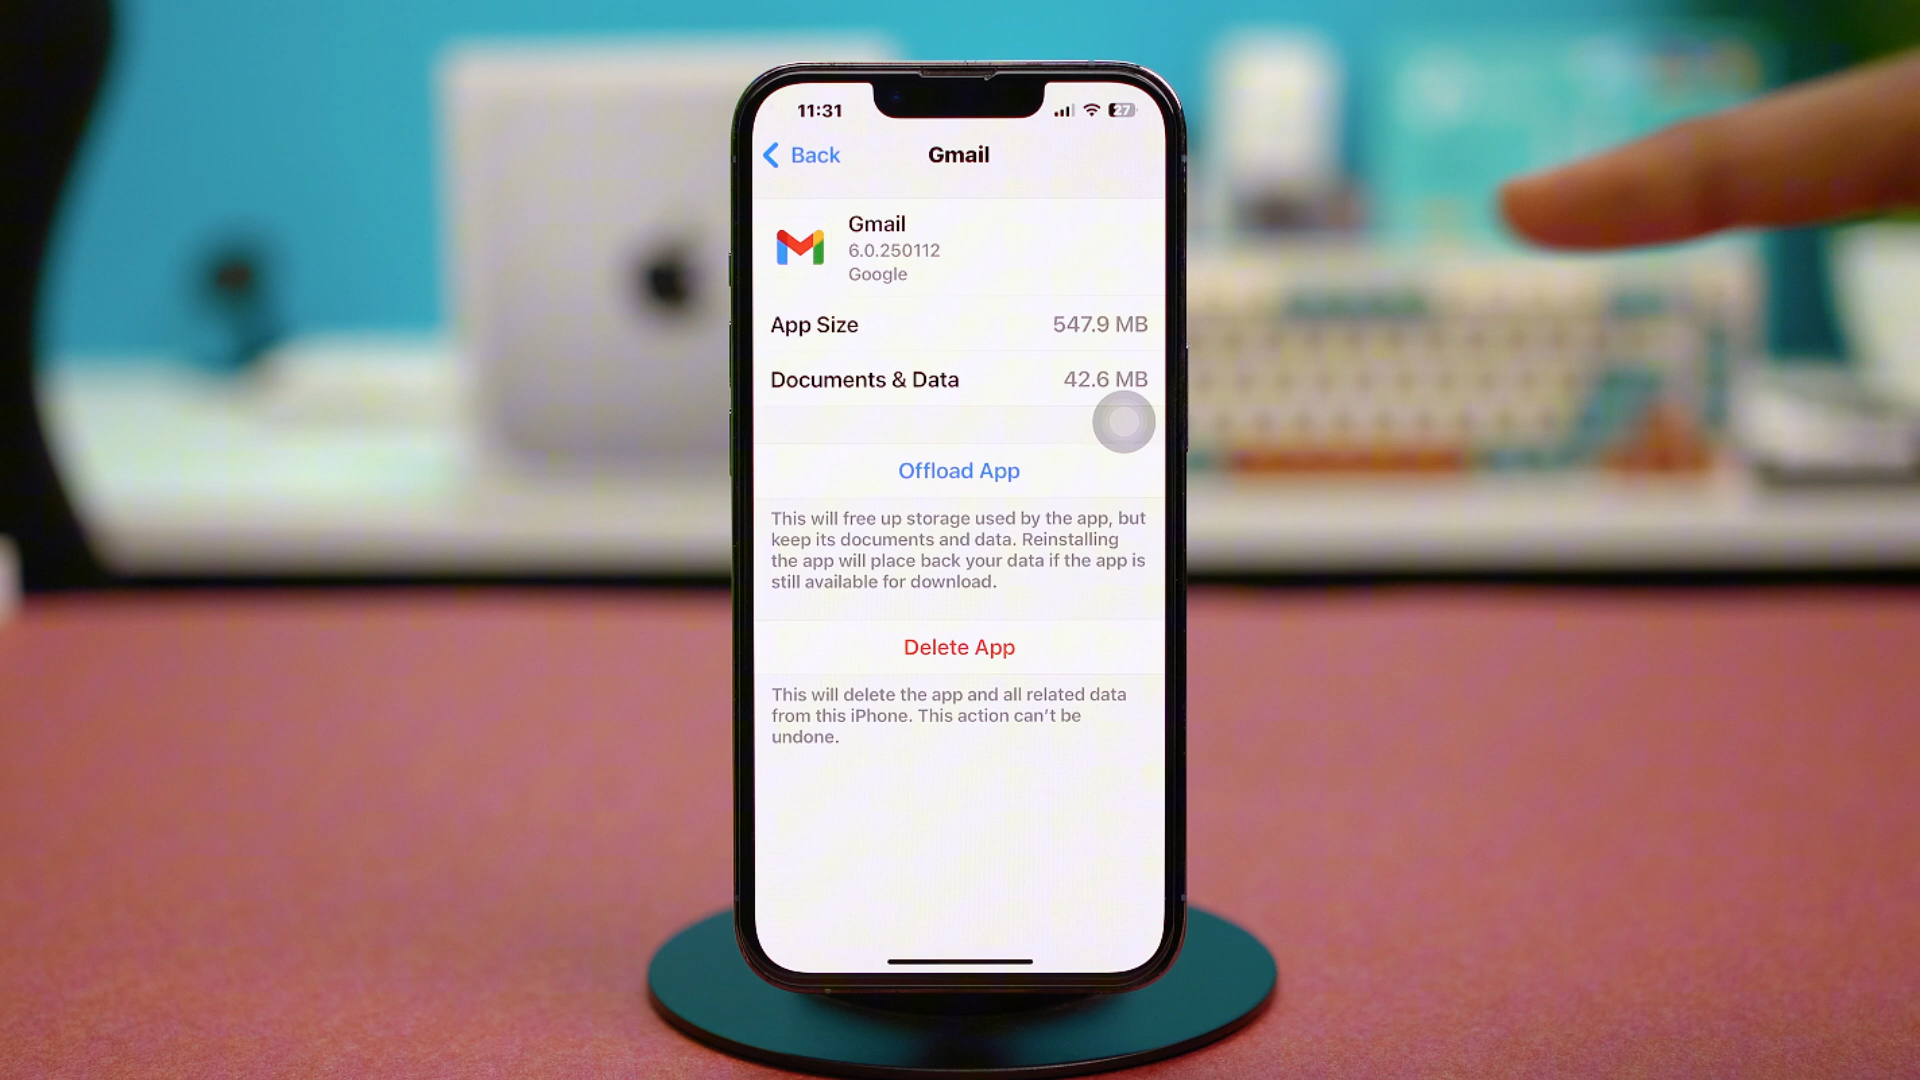 11:31
27
Back
Gmail
Gmail
6.0.250112
Google
App Size
547.9 MB
Documents & Data
42.6 MB
Offload App
This will free up storage used by the app, but
keep its documents and data. Reinstalling
the app will place back your data if the app is
still available for download.
Delete App
This will delete the app and all related data
from this iPhone. This action can’t be
undone.